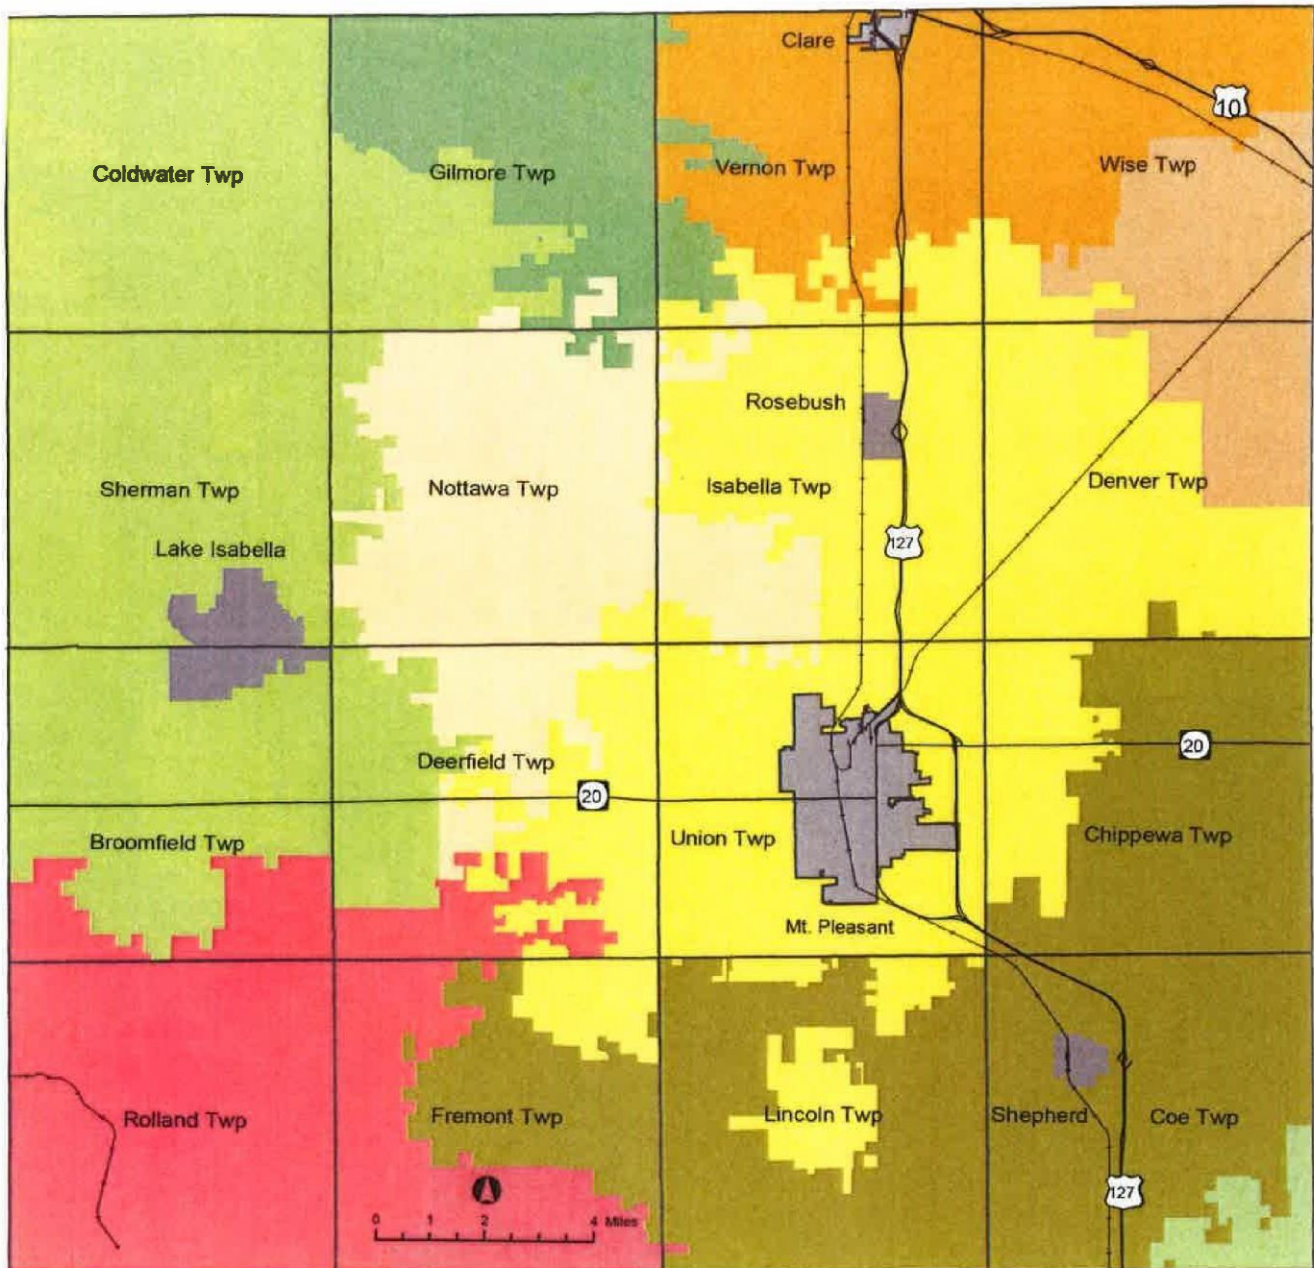 Clare
10
Coldwater Twp
Gilmore Twp
Vernon Twp
Wise Twp
Rosebush
Sherman Twp
Nottawa Twp
Isabella Twp
Denver Twp
Lake Isabella
127
Deerfield Twp
20
20
Broomfield Twp
Union Twp
Chippewa Twp
Mt. Pleasant
Rolland Twp
Fremont Twp
Lincoln Twp
Shepherd
Coe Twp
127
0 1 2 4 Miles